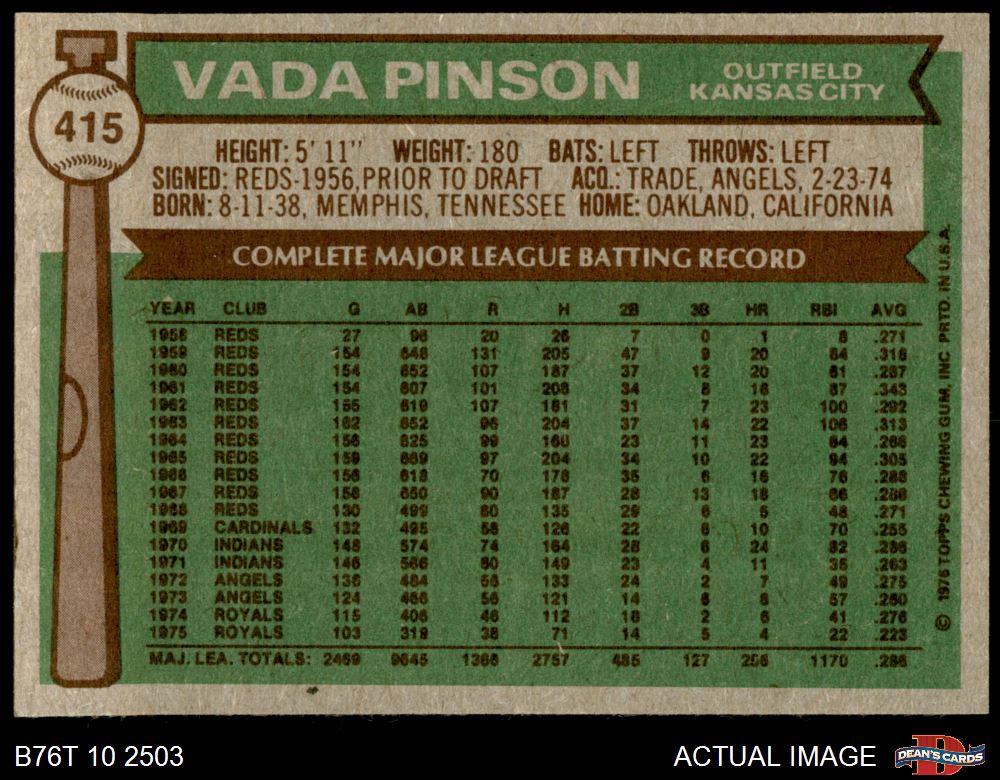 VADA PINSON
OUTFIELD
KANSAS CITY
415
HEIGHT: 5' 11" WEIGHT: 180 BATS: LEFT THROWS: LEFT
SIGNED: REDS-1956, PRIOR TO DRAFT ACQ.: TRADE, ANGELS, 2-23-74
BORN: 8-11-38, MEMPHIS, TENNESSEE HOME: OAKLAND, CALIFORNIA
COMPLETE MAJOR LEAGUE BATTING RECORD
YEAR CLUB G AB R H 2B 3B HR RBI AVG
1958 REDS 27 96 20 26 7 0 1 8 .271
1959 REDS 154 648 131 205 47 9 20 84 .316
1960 REDS 154 652 107 187 37 12 20 61 .287
1961 REDS 154 607 101 208 34 8 16 87 .343
1962 REDS 155 619 107 181 31 7 23 100 .292
1963 REDS 162 652 96 204 37 14 22 106 .313
1964 REDS 156 625 99 166 23 11 23 84 .266
1965 REDS 159 669 97 204 34 10 22 94 .305
1966 REDS 156 618 70 178 35 6 16 76 .288
1967 REDS 158 650 90 187 28 13 18 66 .288
1968 REDS 130 499 60 135 29 6 5 48 .271
1969 CARDINALS 132 495 58 126 22 6 10 70 .255
1970 INDIANS 148 574 74 164 28 6 24 82 .286
1971 INDIANS 146 566 60 149 23 4 11 35 .263
1972 ANGELS 136 484 56 133 24 2 7 49 .275
1973 ANGELS 124 466 56 121 14 6 8 57 .260
1974 ROYALS 115 406 46 112 18 2 6 41 .276
1975 ROYALS 103 319 38 71 14 5 4 22 .223
MAJ. LEA. TOTALS: 2469 9645 1366 2757 485 127 256 1170 .286
© 1976 TOPPS CHEWING GUM, INC. PRTD. IN U.S.A.
B76T 10 2503
ACTUAL IMAGE
DEAN'S CARDS